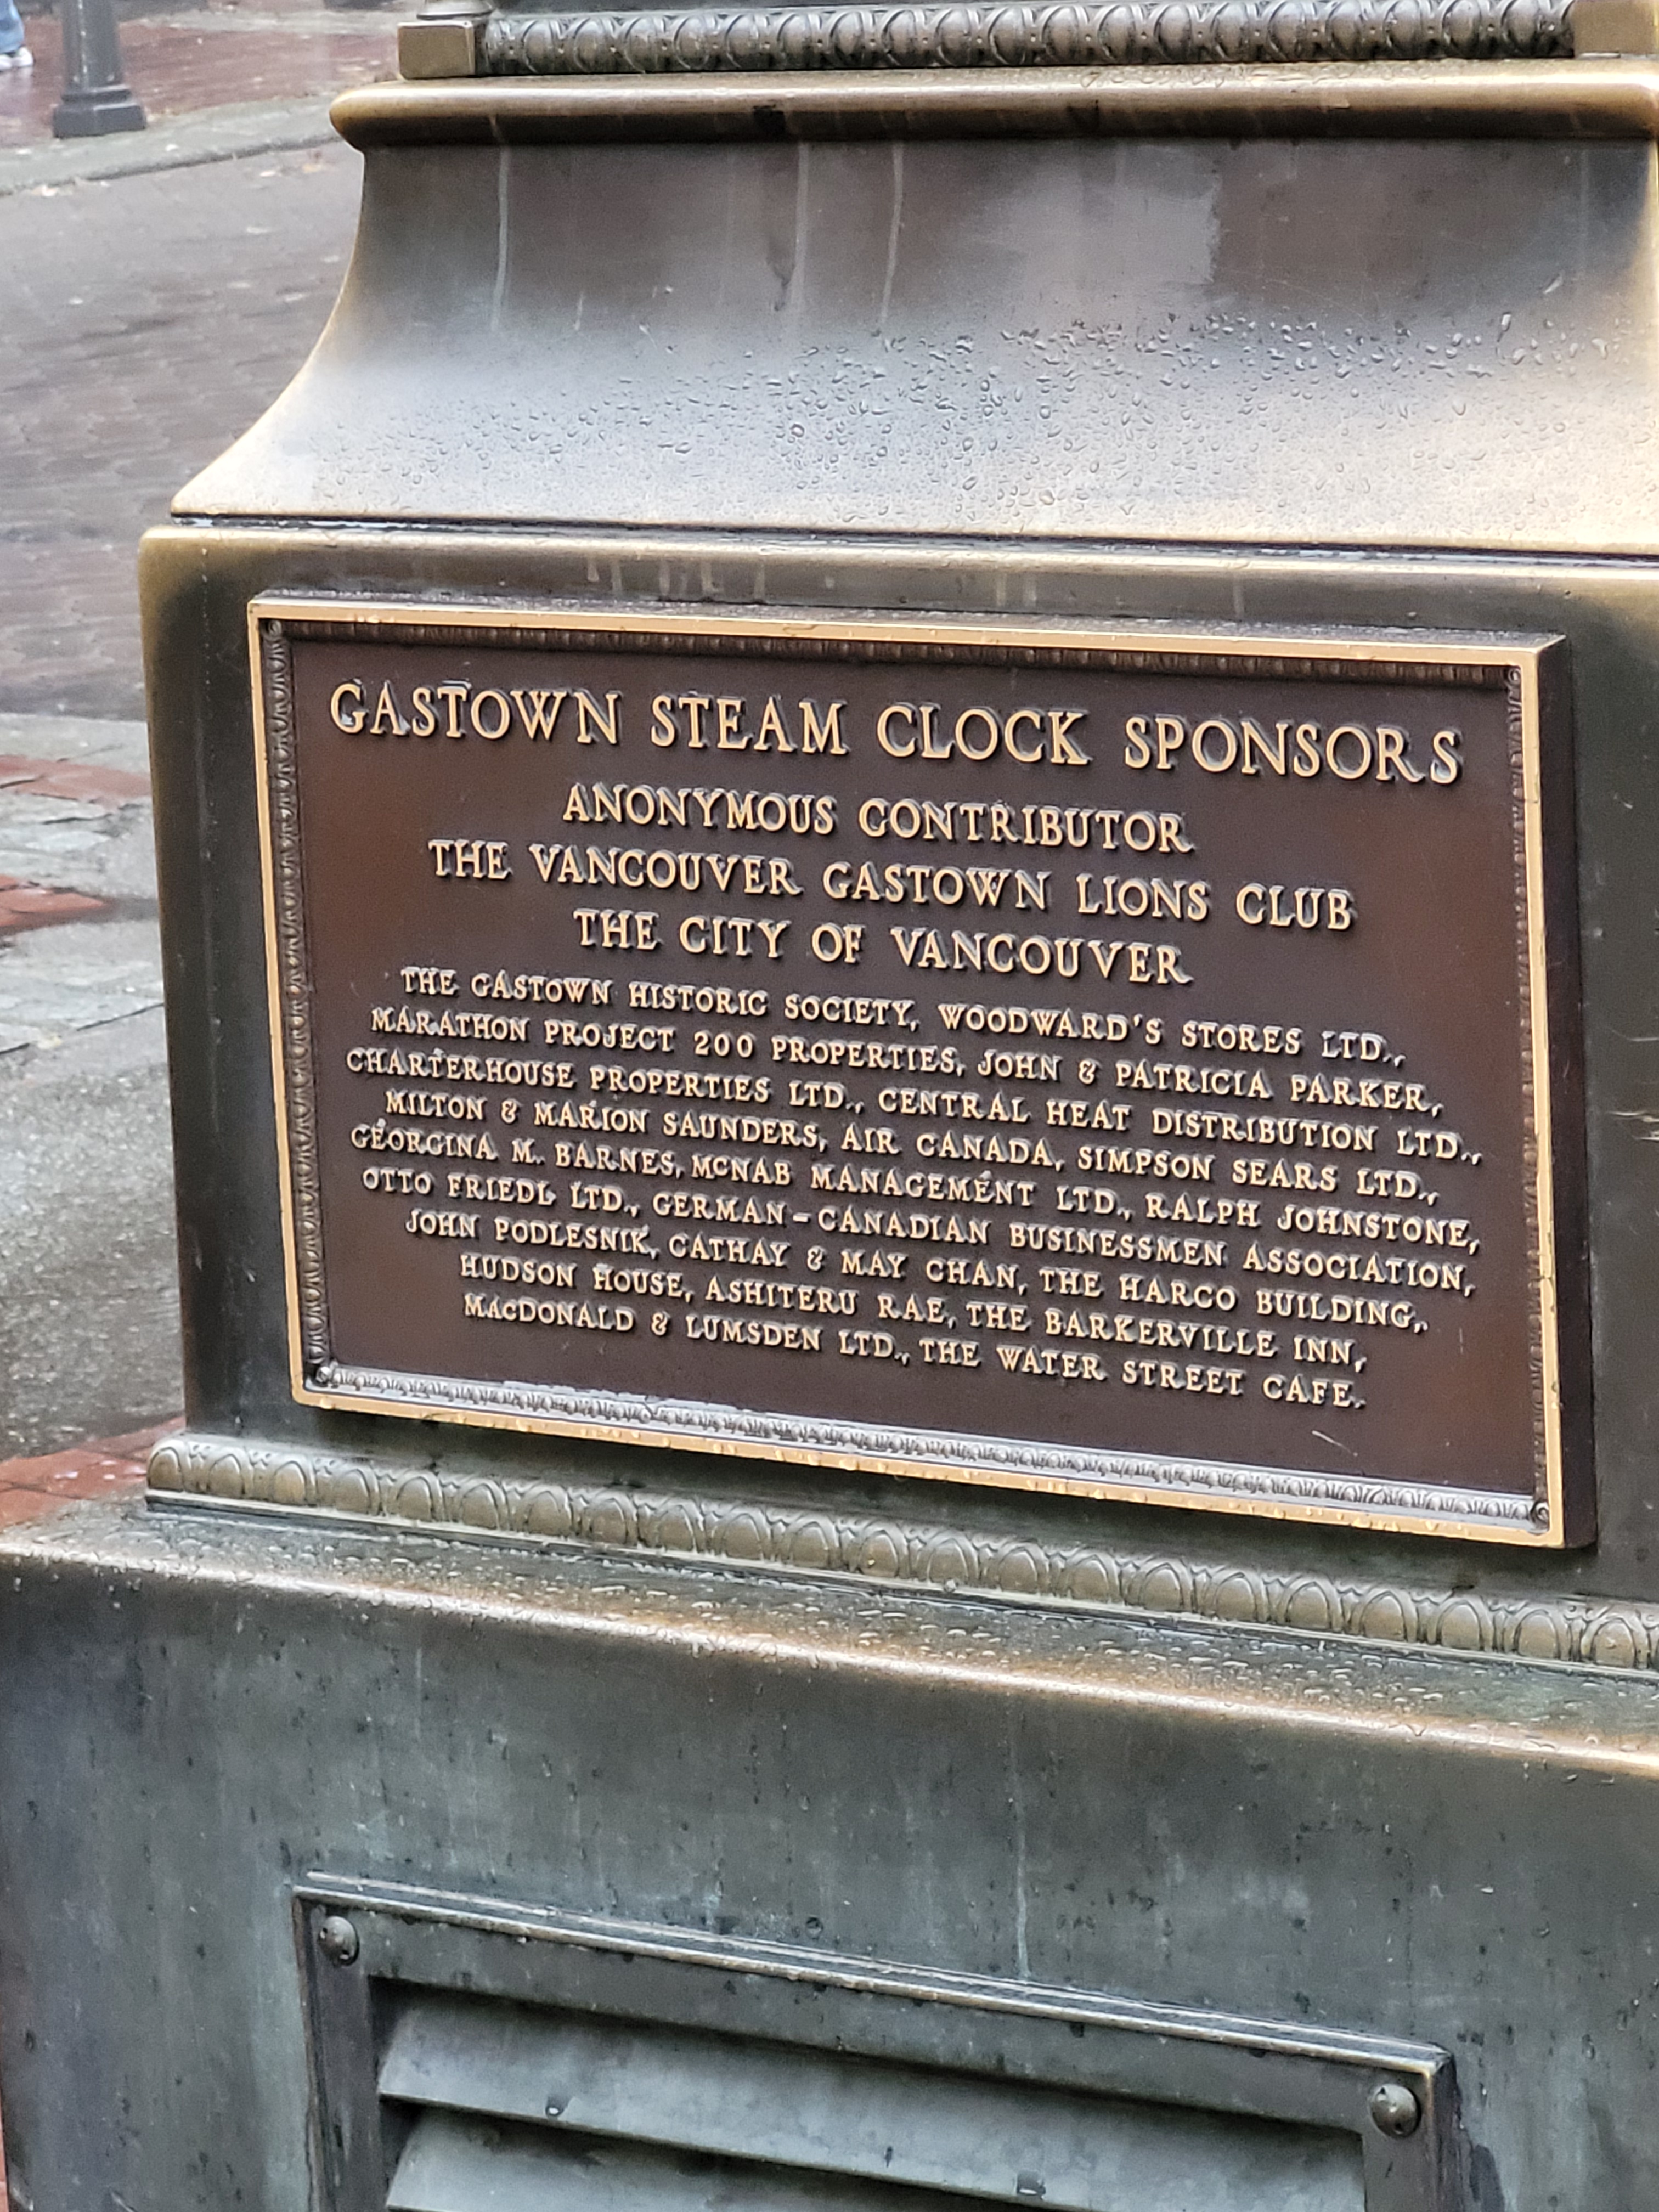 GASTOWN STEAM CLOCK SPONSORS
ANONYMOUS CONTRIBUTOR
THE VANCOUVER GASTOWN LIONS CLUB
THE CITY OF VANCOUVER
THE GASTOWN HISTORIC SOCIETY, WOODWARD'S STORES LTD.,
MARATHON PROJECT 200 PROPERTIES, JOHN & PATRICIA PARKER,
CHARTERHOUSE PROPERTIES LTD., CENTRAL HEAT DISTRIBUTION LTD.,
MILTON & MARION SAUNDERS, AIR CANADA, SIMPSON SEARS LTD.,
GEORGINA M. BARNES, MCNAB MANAGEMENT LTD., RALPH JOHNSTONE,
OTTO FRIEDL LTD., GERMAN-CANADIAN BUSINESSMEN ASSOCIATION,
JOHN PODLESNIK, CATHAY & MAY CHAN, THE HARCO BUILDING,
HUDSON HOUSE, ASHITERU RAE, THE BARKERVILLE INN,
MACDONALD & LUMSDEN LTD., THE WATER STREET CAFE.